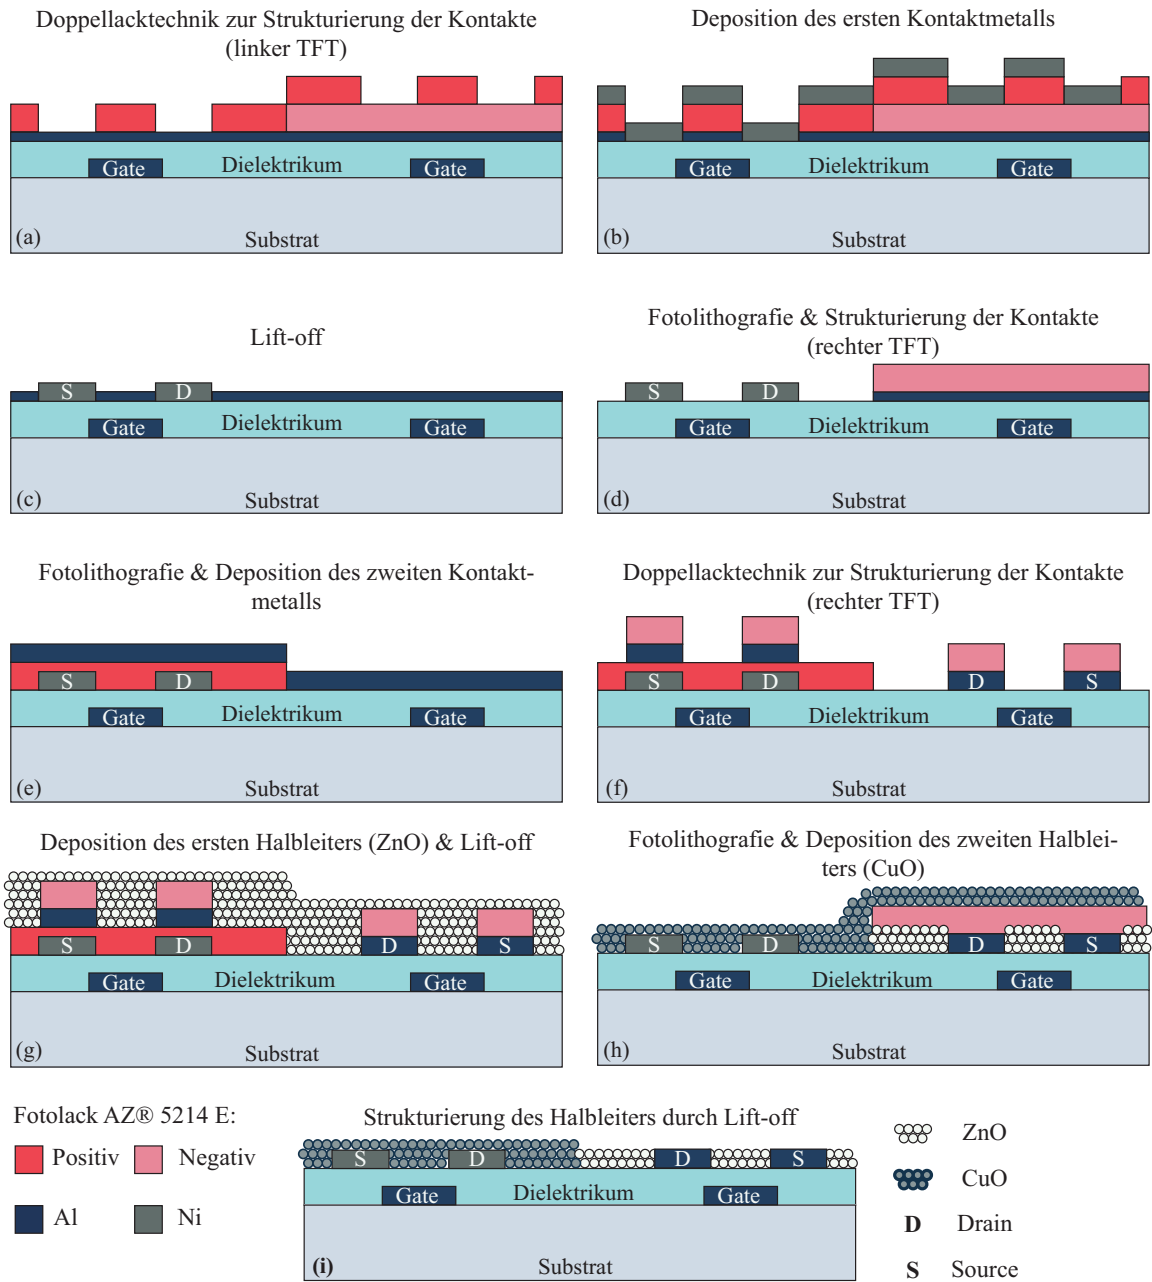 Doppellacktechnik zur Strukturierung der Kontakte
(linker TFT)
Gate
Dielektrikum
Gate
(a)
Substrat
Deposition des ersten Kontaktmetalls
Gate
Dielektrikum
Gate
(b)
Substrat
Lift-off
S
D
Gate
Dielektrikum
Gate
(c)
Substrat
Fotolithografie & Strukturierung der Kontakte
(rechter TFT)
S
D
Gate
Dielektrikum
Gate
(d)
Substrat
Fotolithografie & Deposition des zweiten Kontakt-
metalls
S
D
Gate
Dielektrikum
Gate
(e)
Substrat
Doppellacktechnik zur Strukturierung der Kontakte
(rechter TFT)
S
D
D
S
Gate
Dielektrikum
Gate
(f)
Substrat
Deposition des ersten Halbleiters (ZnO) & Lift-off
S
D
D
S
Gate
Dielektrikum
Gate
(g)
Substrat
Fotolithografie & Deposition des zweiten Halblei-
ters (CuO)
S
D
D
S
Gate
Dielektrikum
Gate
(h)
Substrat
Fotolack AZ® 5214 E:
Positiv
Negativ
Al
Ni
Strukturierung des Halbleiters durch Lift-off
S
D
D
S
Gate
Dielektrikum
Gate
(i)
Substrat
ZnO
CuO
D Drain
S Source